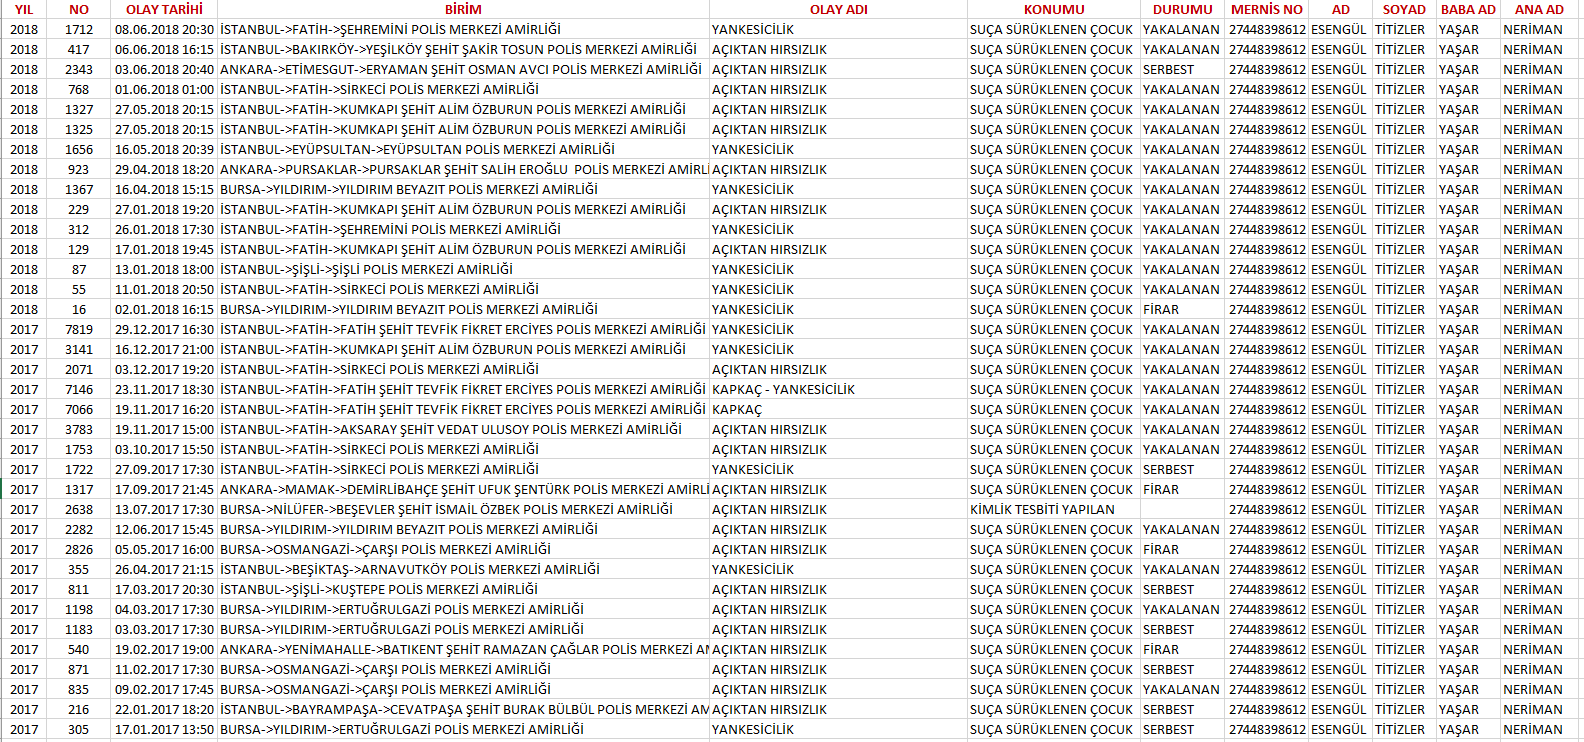 YIL NO OLAY TARİHİ BİRİM OLAY ADI KONUMU DURUMU MERNİS NO AD SOYAD BABA AD ANA AD
2018 1712 08.06.2018 20:30 İSTANBUL->FATİH->ŞEHREMİNİ POLİS MERKEZİ AMİRLİĞİ YANKESİCİLİK SUÇA SÜRÜKLENEN ÇOCUK YAKALANAN 27448398612 ESENGÜL TİTİZLER YAŞAR NERİMAN
2018 417 06.06.2018 16:15 İSTANBUL->BAKIRKÖY->YEŞİLKÖY ŞEHİT ŞAKİR TOSUN POLİS MERKEZİ AMİRLİĞİ AÇIKTAN HIRSIZLIK SUÇA SÜRÜKLENEN ÇOCUK YAKALANAN 27448398612 ESENGÜL TİTİZLER YAŞAR NERİMAN
2018 2343 03.06.2018 20:40 ANKARA->ETİMESGUT->ERYAMAN ŞEHİT OSMAN AVCI POLİS MERKEZİ AMİRLİĞİ AÇIKTAN HIRSIZLIK SUÇA SÜRÜKLENEN ÇOCUK SERBEST 27448398612 ESENGÜL TİTİZLER YAŞAR NERİMAN
2018 768 01.06.2018 01:00 İSTANBUL->FATİH->SİRKECİ POLİS MERKEZİ AMİRLİĞİ AÇIKTAN HIRSIZLIK SUÇA SÜRÜKLENEN ÇOCUK YAKALANAN 27448398612 ESENGÜL TİTİZLER YAŞAR NERİMAN
2018 1327 27.05.2018 20:15 İSTANBUL->FATİH->KUMKAPI ŞEHİT ALİM ÖZBURUN POLİS MERKEZİ AMİRLİĞİ AÇIKTAN HIRSIZLIK SUÇA SÜRÜKLENEN ÇOCUK YAKALANAN 27448398612 ESENGÜL TİTİZLER YAŞAR NERİMAN
2018 1325 27.05.2018 20:15 İSTANBUL->FATİH->KUMKAPI ŞEHİT ALİM ÖZBURUN POLİS MERKEZİ AMİRLİĞİ AÇIKTAN HIRSIZLIK SUÇA SÜRÜKLENEN ÇOCUK YAKALANAN 27448398612 ESENGÜL TİTİZLER YAŞAR NERİMAN
2018 1656 16.05.2018 20:39 İSTANBUL->EYÜPSULTAN->EYÜPSULTAN POLİS MERKEZİ AMİRLİĞİ YANKESİCİLİK SUÇA SÜRÜKLENEN ÇOCUK YAKALANAN 27448398612 ESENGÜL TİTİZLER YAŞAR NERİMAN
2018 923 29.04.2018 18:20 ANKARA->PURSAKLAR->PURSAKLAR ŞEHİT SALİH EROĞLU POLİS MERKEZİ AMİRLİ AÇIKTAN HIRSIZLIK SUÇA SÜRÜKLENEN ÇOCUK YAKALANAN 27448398612 ESENGÜL TİTİZLER YAŞAR NERİMAN
2018 1367 16.04.2018 15:15 BURSA->YILDIRIM->YILDIRIM BEYAZIT POLİS MERKEZİ AMİRLİĞİ YANKESİCİLİK SUÇA SÜRÜKLENEN ÇOCUK YAKALANAN 27448398612 ESENGÜL TİTİZLER YAŞAR NERİMAN
2018 229 27.01.2018 19:20 İSTANBUL->FATİH->KUMKAPI ŞEHİT ALİM ÖZBURUN POLİS MERKEZİ AMİRLİĞİ AÇIKTAN HIRSIZLIK SUÇA SÜRÜKLENEN ÇOCUK YAKALANAN 27448398612 ESENGÜL TİTİZLER YAŞAR NERİMAN
2018 312 26.01.2018 17:30 İSTANBUL->FATİH->ŞEHREMİNİ POLİS MERKEZİ AMİRLİĞİ YANKESİCİLİK SUÇA SÜRÜKLENEN ÇOCUK YAKALANAN 27448398612 ESENGÜL TİTİZLER YAŞAR NERİMAN
2018 129 17.01.2018 19:45 İSTANBUL->FATİH->KUMKAPI ŞEHİT ALİM ÖZBURUN POLİS MERKEZİ AMİRLİĞİ AÇIKTAN HIRSIZLIK SUÇA SÜRÜKLENEN ÇOCUK YAKALANAN 27448398612 ESENGÜL TİTİZLER YAŞAR NERİMAN
2018 87 13.01.2018 18:00 İSTANBUL->ŞİŞLİ->ŞİŞLİ POLİS MERKEZİ AMİRLİĞİ YANKESİCİLİK SUÇA SÜRÜKLENEN ÇOCUK YAKALANAN 27448398612 ESENGÜL TİTİZLER YAŞAR NERİMAN
2018 55 11.01.2018 20:50 İSTANBUL->FATİH->SİRKECİ POLİS MERKEZİ AMİRLİĞİ YANKESİCİLİK SUÇA SÜRÜKLENEN ÇOCUK YAKALANAN 27448398612 ESENGÜL TİTİZLER YAŞAR NERİMAN
2018 16 02.01.2018 16:15 BURSA->YILDIRIM->YILDIRIM BEYAZIT POLİS MERKEZİ AMİRLİĞİ YANKESİCİLİK SUÇA SÜRÜKLENEN ÇOCUK FİRAR 27448398612 ESENGÜL TİTİZLER YAŞAR NERİMAN
2017 7819 29.12.2017 16:30 İSTANBUL->FATİH->FATİH ŞEHİT TEVFİK FİKRET ERCİYES POLİS MERKEZİ AMİRLİĞİ YANKESİCİLİK SUÇA SÜRÜKLENEN ÇOCUK YAKALANAN 27448398612 ESENGÜL TİTİZLER YAŞAR NERİMAN
2017 3141 16.12.2017 21:00 İSTANBUL->FATİH->KUMKAPI ŞEHİT ALİM ÖZBURUN POLİS MERKEZİ AMİRLİĞİ YANKESİCİLİK SUÇA SÜRÜKLENEN ÇOCUK YAKALANAN 27448398612 ESENGÜL TİTİZLER YAŞAR NERİMAN
2017 2071 03.12.2017 19:20 İSTANBUL->FATİH->SİRKECİ POLİS MERKEZİ AMİRLİĞİ AÇIKTAN HIRSIZLIK SUÇA SÜRÜKLENEN ÇOCUK YAKALANAN 27448398612 ESENGÜL TİTİZLER YAŞAR NERİMAN
2017 7146 23.11.2017 18:30 İSTANBUL->FATİH->FATİH ŞEHİT TEVFİK FİKRET ERCİYES POLİS MERKEZİ AMİRLİĞİ KAPKAÇ - YANKESİCİLİK SUÇA SÜRÜKLENEN ÇOCUK YAKALANAN 27448398612 ESENGÜL TİTİZLER YAŞAR NERİMAN
2017 7066 19.11.2017 16:20 İSTANBUL->FATİH->FATİH ŞEHİT TEVFİK FİKRET ERCİYES POLİS MERKEZİ AMİRLİĞİ KAPKAÇ SUÇA SÜRÜKLENEN ÇOCUK YAKALANAN 27448398612 ESENGÜL TİTİZLER YAŞAR NERİMAN
2017 3783 19.11.2017 15:00 İSTANBUL->FATİH->AKSARAY ŞEHİT VEDAT ULUSOY POLİS MERKEZİ AMİRLİĞİ AÇIKTAN HIRSIZLIK SUÇA SÜRÜKLENEN ÇOCUK YAKALANAN 27448398612 ESENGÜL TİTİZLER YAŞAR NERİMAN
2017 1753 03.10.2017 15:50 İSTANBUL->FATİH->SİRKECİ POLİS MERKEZİ AMİRLİĞİ AÇIKTAN HIRSIZLIK SUÇA SÜRÜKLENEN ÇOCUK YAKALANAN 27448398612 ESENGÜL TİTİZLER YAŞAR NERİMAN
2017 1722 27.09.2017 17:30 İSTANBUL->FATİH->SİRKECİ POLİS MERKEZİ AMİRLİĞİ YANKESİCİLİK SUÇA SÜRÜKLENEN ÇOCUK SERBEST 27448398612 ESENGÜL TİTİZLER YAŞAR NERİMAN
2017 1317 17.09.2017 21:45 ANKARA->MAMAK->DEMİRLİBAHÇE ŞEHİT UFUK ŞENTÜRK POLİS MERKEZİ AMİRLİ AÇIKTAN HIRSIZLIK SUÇA SÜRÜKLENEN ÇOCUK FİRAR 27448398612 ESENGÜL TİTİZLER YAŞAR NERİMAN
2017 2638 13.07.2017 17:30 BURSA->NİLÜFER->BEŞEVLER ŞEHİT İSMAİL ÖZBEK POLİS MERKEZİ AMİRLİĞİ AÇIKTAN HIRSIZLIK KİMLİK TESBİTİ YAPILAN 27448398612 ESENGÜL TİTİZLER YAŞAR NERİMAN
2017 2282 12.06.2017 15:45 BURSA->YILDIRIM->YILDIRIM BEYAZIT POLİS MERKEZİ AMİRLİĞİ AÇIKTAN HIRSIZLIK SUÇA SÜRÜKLENEN ÇOCUK YAKALANAN 27448398612 ESENGÜL TİTİZLER YAŞAR NERİMAN
2017 2826 05.05.2017 16:00 BURSA->OSMANGAZİ->ÇARŞI POLİS MERKEZİ AMİRLİĞİ AÇIKTAN HIRSIZLIK SUÇA SÜRÜKLENEN ÇOCUK FİRAR 27448398612 ESENGÜL TİTİZLER YAŞAR NERİMAN
2017 355 26.04.2017 21:15 İSTANBUL->BEŞİKTAŞ->ARNAVUTKÖY POLİS MERKEZİ AMİRLİĞİ YANKESİCİLİK SUÇA SÜRÜKLENEN ÇOCUK YAKALANAN 27448398612 ESENGÜL TİTİZLER YAŞAR NERİMAN
2017 811 17.03.2017 20:30 İSTANBUL->ŞİŞLİ->KUŞTEPE POLİS MERKEZİ AMİRLİĞİ AÇIKTAN HIRSIZLIK SUÇA SÜRÜKLENEN ÇOCUK SERBEST 27448398612 ESENGÜL TİTİZLER YAŞAR NERİMAN
2017 1198 04.03.2017 17:30 BURSA->YILDIRIM->ERTUĞRULGAZİ POLİS MERKEZİ AMİRLİĞİ AÇIKTAN HIRSIZLIK SUÇA SÜRÜKLENEN ÇOCUK YAKALANAN 27448398612 ESENGÜL TİTİZLER YAŞAR NERİMAN
2017 1183 03.03.2017 17:30 BURSA->YILDIRIM->ERTUĞRULGAZİ POLİS MERKEZİ AMİRLİĞİ AÇIKTAN HIRSIZLIK SUÇA SÜRÜKLENEN ÇOCUK SERBEST 27448398612 ESENGÜL TİTİZLER YAŞAR NERİMAN
2017 540 19.02.2017 19:00 ANKARA->YENİMAHALLE->BATIKENT ŞEHİT RAMAZAN ÇAĞLAR POLİS MERKEZİ AM AÇIKTAN HIRSIZLIK SUÇA SÜRÜKLENEN ÇOCUK FİRAR 27448398612 ESENGÜL TİTİZLER YAŞAR NERİMAN
2017 871 11.02.2017 17:30 BURSA->OSMANGAZİ->ÇARŞI POLİS MERKEZİ AMİRLİĞİ AÇIKTAN HIRSIZLIK SUÇA SÜRÜKLENEN ÇOCUK SERBEST 27448398612 ESENGÜL TİTİZLER YAŞAR NERİMAN
2017 835 09.02.2017 17:45 BURSA->OSMANGAZİ->ÇARŞI POLİS MERKEZİ AMİRLİĞİ AÇIKTAN HIRSIZLIK SUÇA SÜRÜKLENEN ÇOCUK YAKALANAN 27448398612 ESENGÜL TİTİZLER YAŞAR NERİMAN
2017 216 22.01.2017 18:20 İSTANBUL->BAYRAMPAŞA->CEVATPAŞA ŞEHİT BURAK BÜLBÜL POLİS MERKEZİ AM AÇIKTAN HIRSIZLIK SUÇA SÜRÜKLENEN ÇOCUK SERBEST 27448398612 ESENGÜL TİTİZLER YAŞAR NERİMAN
2017 305 17.01.2017 13:50 BURSA->YILDIRIM->ERTUĞRULGAZİ POLİS MERKEZİ AMİRLİĞİ YANKESİCİLİK SUÇA SÜRÜKLENEN ÇOCUK SERBEST 27448398612 ESENGÜL TİTİZLER YAŞAR NERİMAN